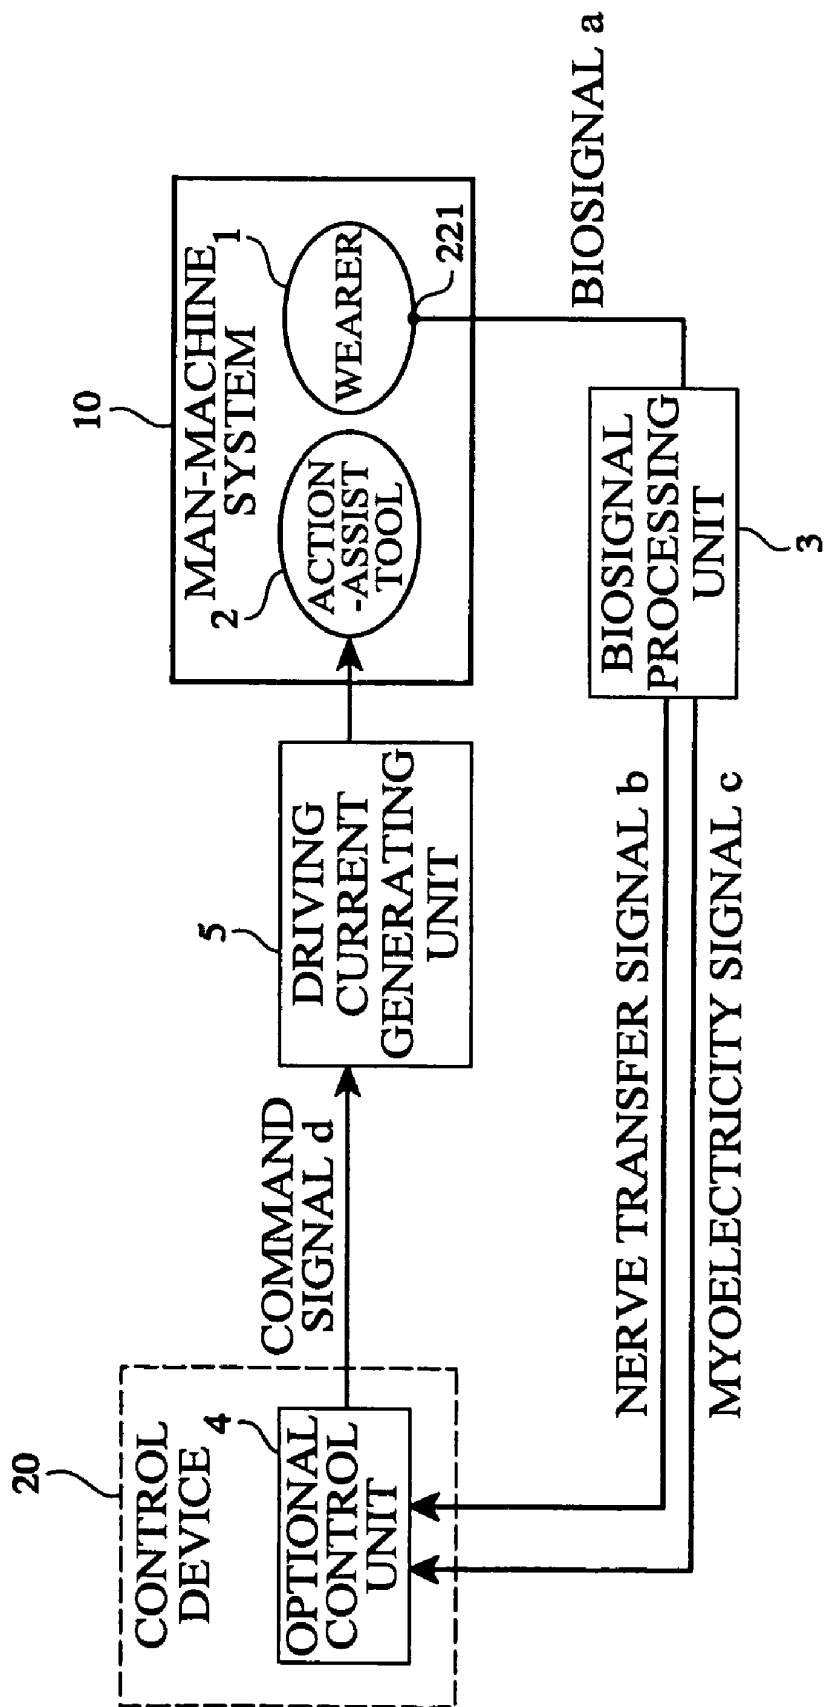 20
CONTROL
DEVICE
4
OPTIONAL
CONTROL
UNIT
COMMAND
SIGNAL d
5
DRIVING
CURRENT
GENERATING
UNIT
10
MAN-MACHINE
SYSTEM
2
ACTION
-ASSIST
TOOL
1
WEARER
221
BIOSIGNAL a
BIOSIGNAL
PROCESSING
UNIT
3
NERVE TRANSFER SIGNAL b
MYOELECTRICITY SIGNAL c